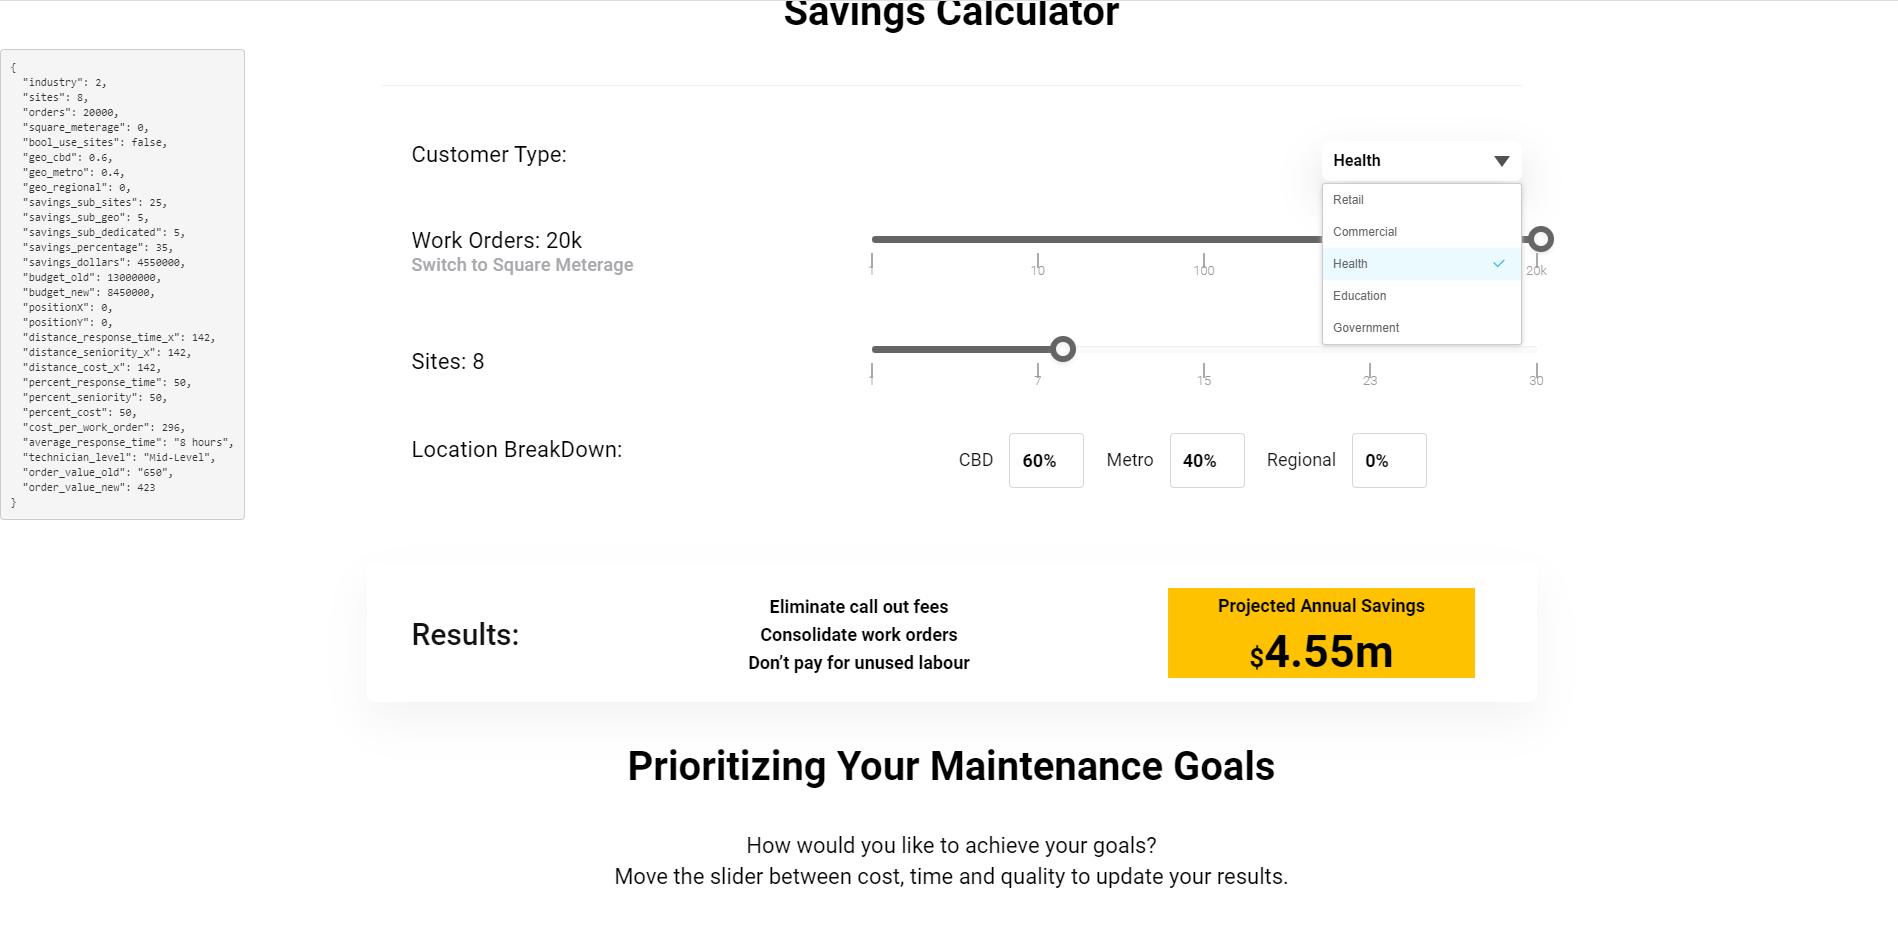 Savings Calculator
{
"industry": 2,
"sites": 8,
"orders": 20000,
"square_meterage": 0,
"bool_use_sites": false,
"geo_cbd": 0.6,
"geo_metro": 0.4,
"geo_regional": 0,
"savings_sub_sites": 25,
"savings_sub_geo": 5,
"savings_sub_dedicated": 5,
"savings_percentage": 35,
"savings_dollars": 4550000,
"budget_old": 13000000,
"budget_new": 8450000,
"positionX": 0,
"positionY": 0,
"distance_response_time_x": 142,
"distance_seniority_x": 142,
"distance_cost_x": 142,
"percent_response_time": 50,
"percent_seniority": 50,
"percent_cost": 50,
"cost_per_work_order": 296,
"average_response_time": "8 hours",
"technician_level": "Mid-Level",
"order_value_old": "650",
"order_value_new": 423
}
Customer Type:
Health
Retail
Commercial
Health
Education
Government
Work Orders: 20k
Switch to Square Meterage
1 10 100 20k
Sites: 8
1 7 15 23 30
Location BreakDown:
CBD 60% Metro 40% Regional 0%
Results:
Eliminate call out fees
Consolidate work orders
Don’t pay for unused labour
Projected Annual Savings
$4.55m
Prioritizing Your Maintenance Goals
How would you like to achieve your goals?
Move the slider between cost, time and quality to update your results.